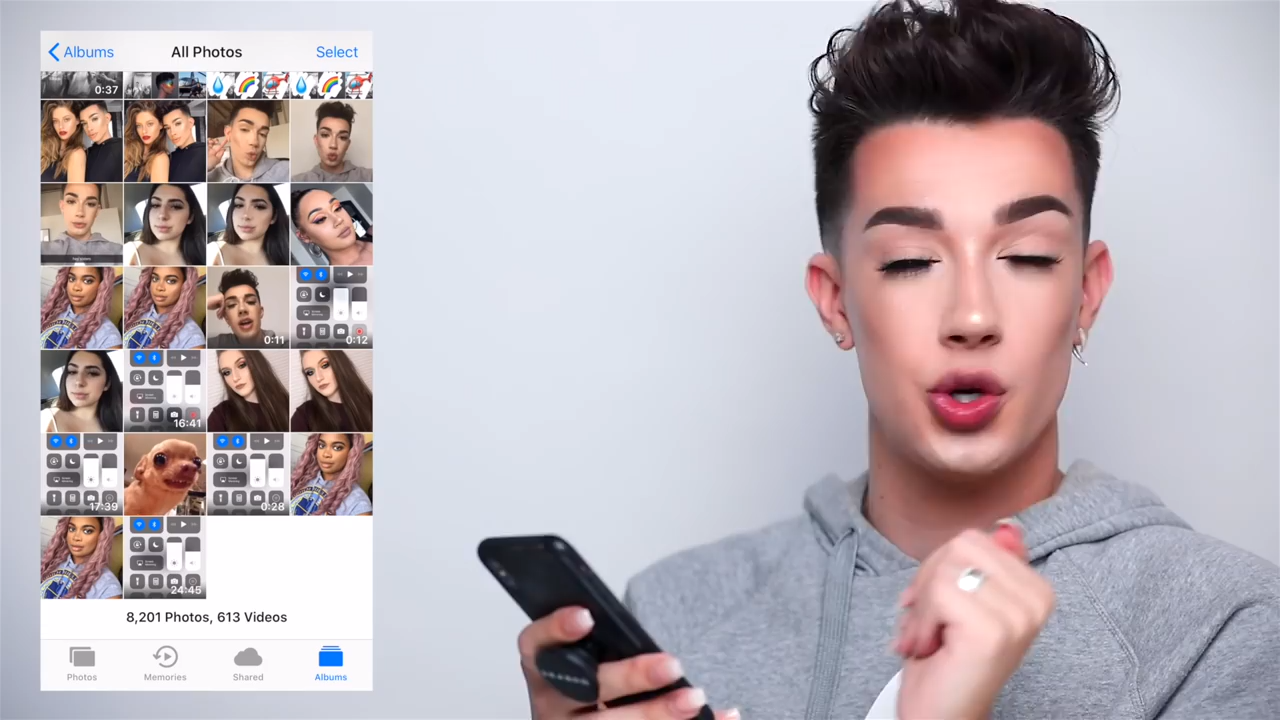 Albums
All Photos
Select
0:37
0:11
0:12
16:41
17:39
0:28
24:45
8,201 Photos, 613 Videos
Photos
Memories
Shared
Albums